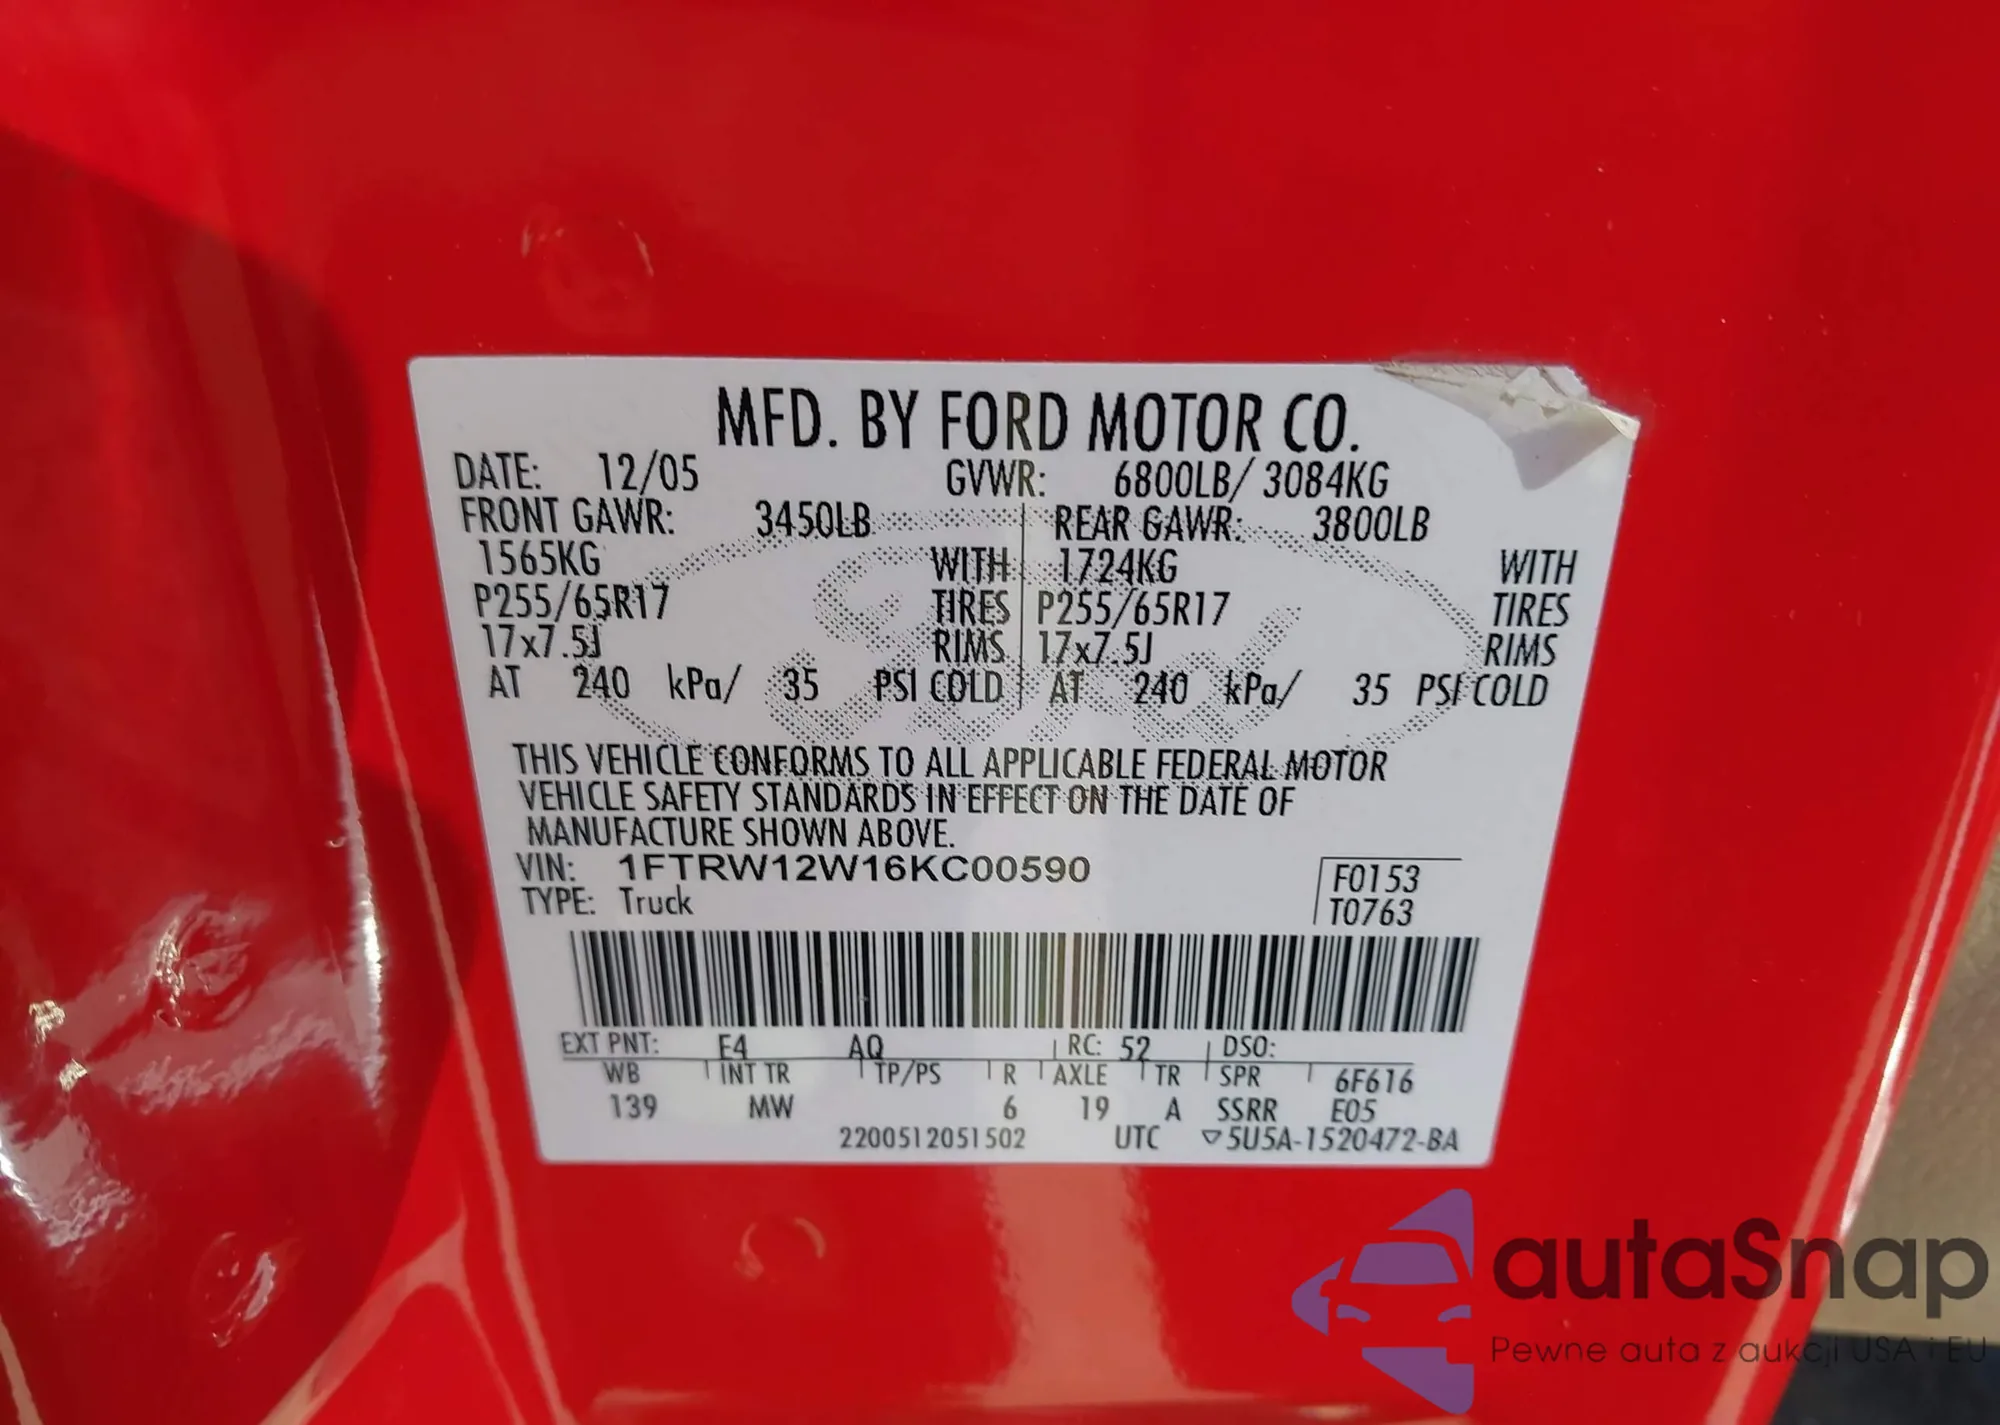 MFD. BY FORD MOTOR CO.
DATE: 12/05 GVWR: 6800LB/ 3084KG
FRONT GAWR: 3450LB REAR GAWR: 3800LB
1565KG WITH 1724KG WITH
P255/65R17 TIRES P255/65R17 TIRES
17x7.5J RIMS 17x7.5J RIMS
AT 240 kPa/ 35 PSI COLD AT 240 kPa/ 35 PSI COLD
Ford
THIS VEHICLE CONFORMS TO ALL APPLICABLE FEDERAL MOTOR
VEHICLE SAFETY STANDARDS IN EFFECT ON THE DATE OF
MANUFACTURE SHOWN ABOVE.
VIN: 1FTRW12W16KC00590 F0153
TYPE: Truck T0763
EXT PNT: E4 AQ RC: 52 DSO:
WB INT TR TP/PS R AXLE TR SPR 6F616
139 MW 6 19 A SSRR E05
2200512051502 UTC ▽5U5A-1520472-BA
autaSnap
Pewne auta z aukcji USA i EU